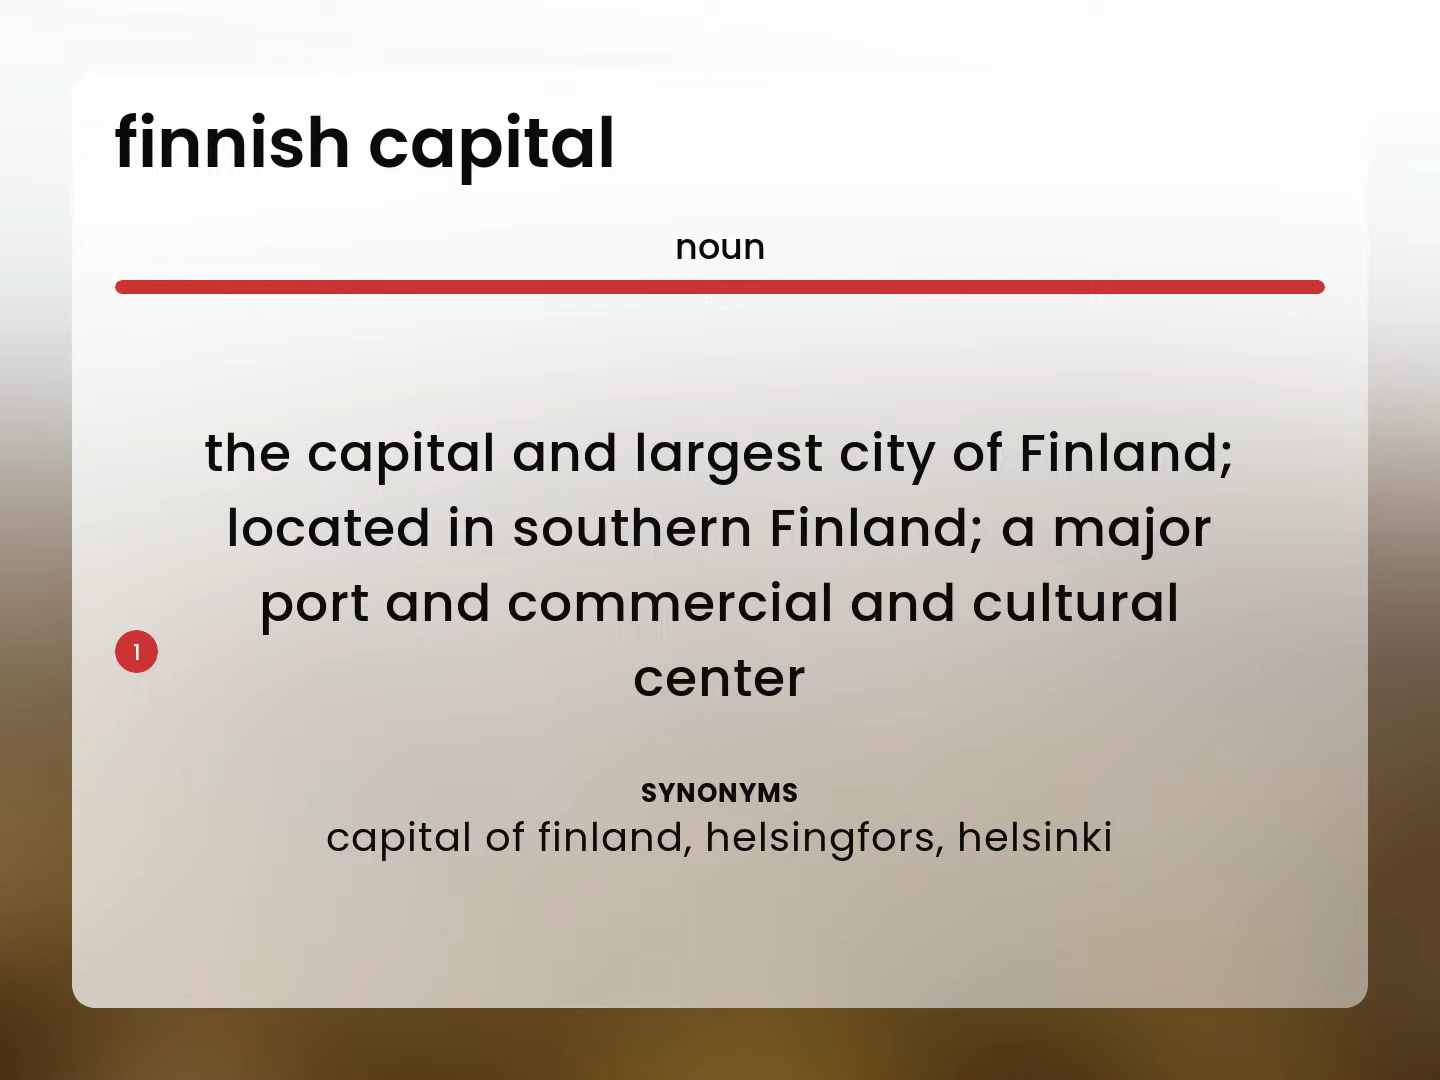 finnish capital
noun
the capital and largest city of Finland;
located in southern Finland; a major
port and commercial and cultural
center
1
SYNONYMS
capital of finland, helsingfors, helsinki